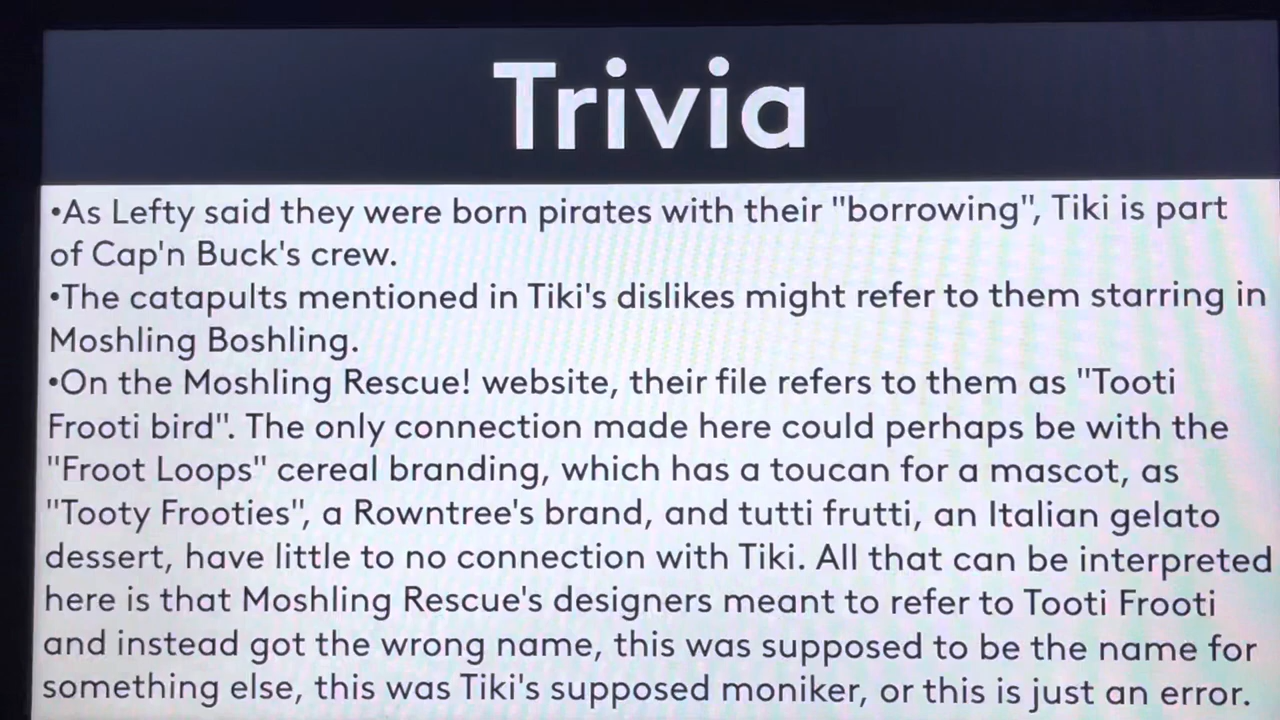 Trivia
•As Lefty said they were born pirates with their "borrowing", Tiki is part
of Cap'n Buck's crew.
•The catapults mentioned in Tiki's dislikes might refer to them starring in
Moshling Boshling.
•On the Moshling Rescue! website, their file refers to them as "Tooti
Frooti bird". The only connection made here could perhaps be with the
"Froot Loops" cereal branding, which has a toucan for a mascot, as
"Tooty Frooties", a Rowntree's brand, and tutti frutti, an Italian gelato
dessert, have little to no connection with Tiki. All that can be interpreted
here is that Moshling Rescue's designers meant to refer to Tooti Frooti
and instead got the wrong name, this was supposed to be the name for
something else, this was Tiki's supposed moniker, or this is just an error.